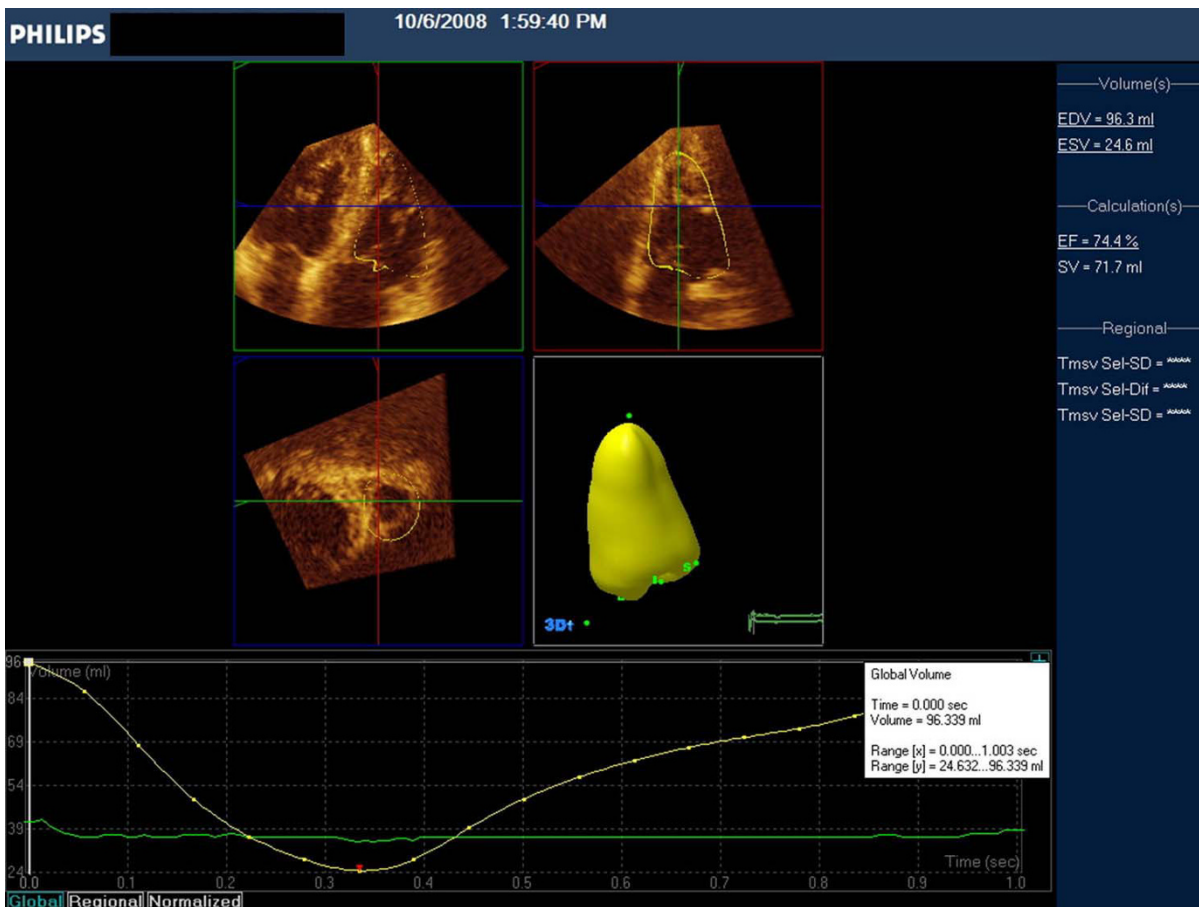 PHILIPS
10/6/2008 1:59:40 PM
Volume(s)
EDV = 96.3 ml
ESV = 24.6 ml
Calculation(s)
EF = 74.4 %
SV = 71.7 ml
Regional
Tmsv Sel-SD = ****
Tmsv Sel-Dif = ****
Tmsv Sel-SD = ****
S
3D
96
Volume (ml)
84
69
54
39
24
Global Volume
Time = 0.000 sec
Volume = 96.339 ml
Range [x] = 0.000...1.003 sec
Range [y] = 24.632...96.339 ml
Time (sec)
0.0 0.1 0.2 0.3 0.4 0.5 0.6 0.7 0.8 0.9 1.0
Global Regional Normalized